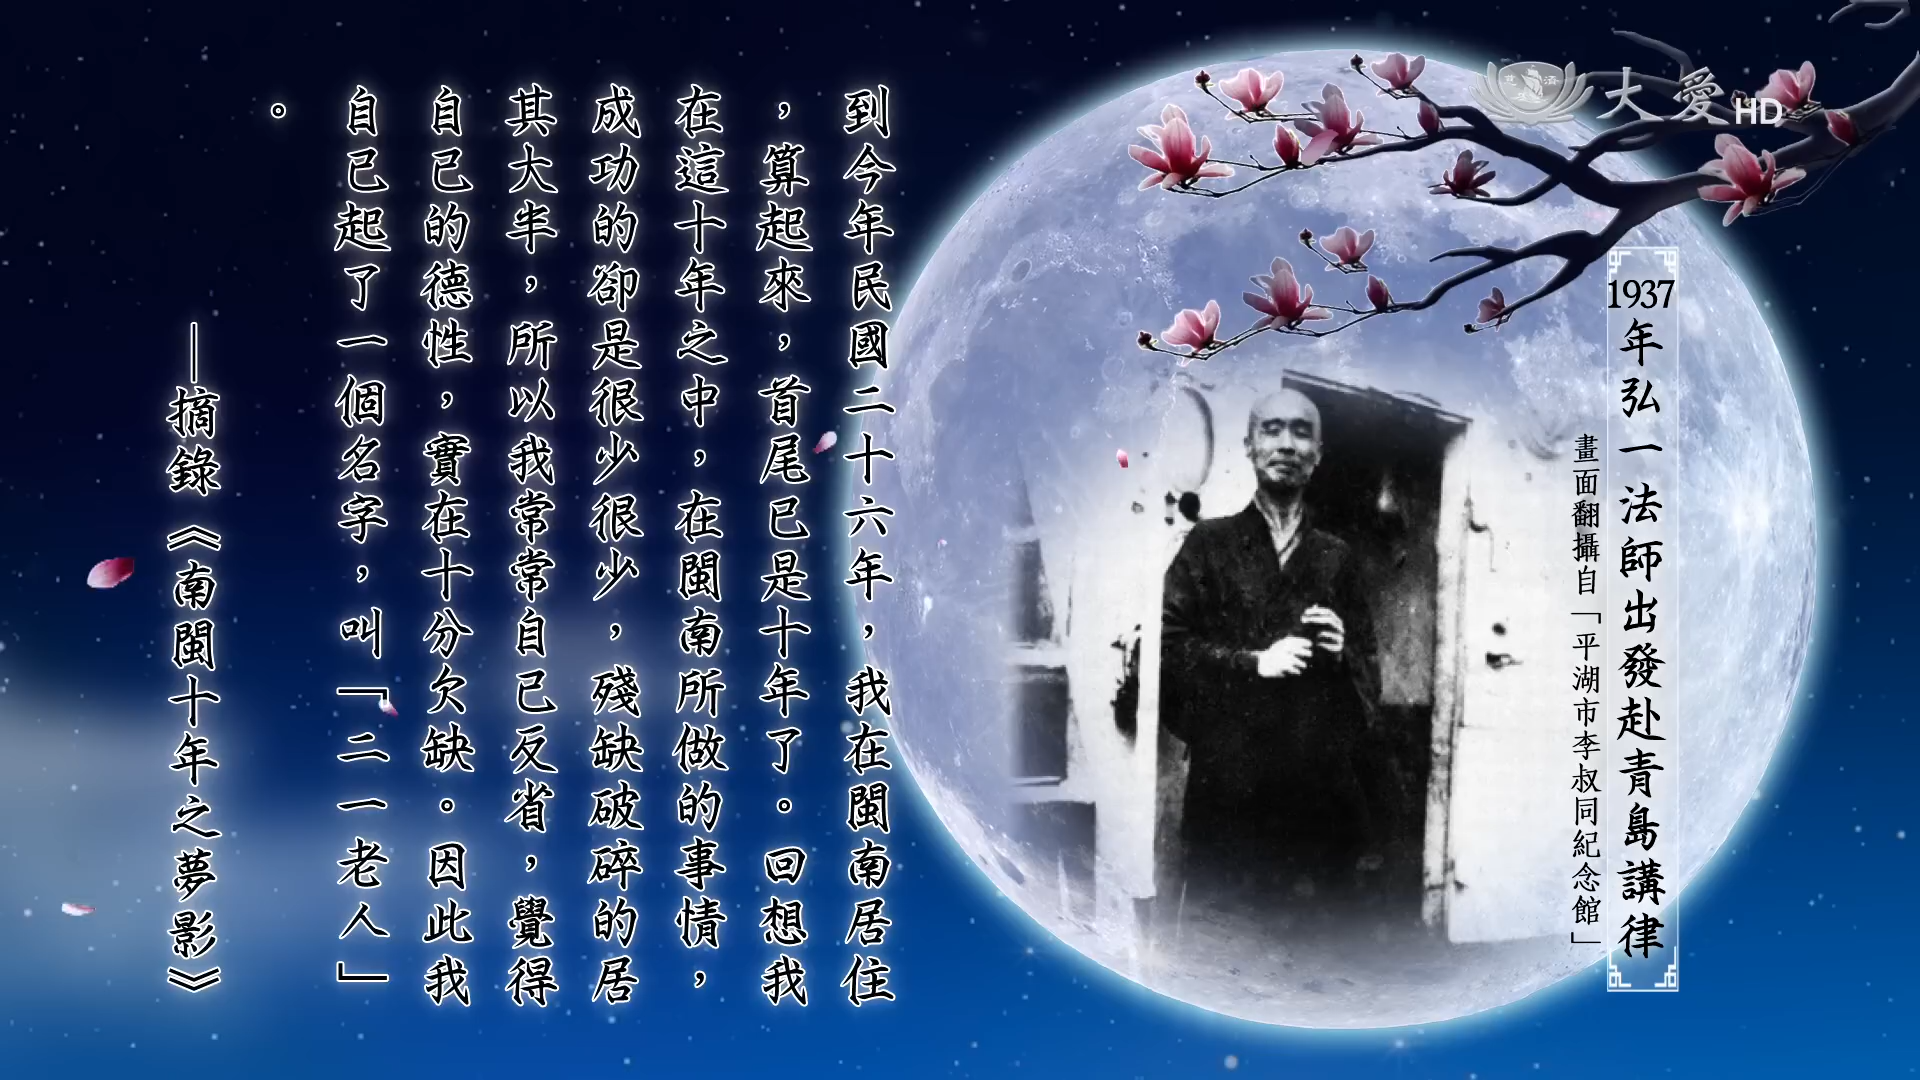 大愛HD
慈濟
1937年弘一法師出發赴青島講律
畫面翻攝自「平湖市李叔同紀念館」
到今年民國二十六年，我在閩南居住
，算起來，首尾已是十年了。回想我
在這十年之中，在閩南所做的事情，
成功的卻是很少很少，殘缺破碎的居
其大半，所以我常常自己反省，覺得
自己的德性，實在十分欠缺。因此我
自己起了一個名字，叫「二一老人」
。
—摘錄《南閩十年之夢影》